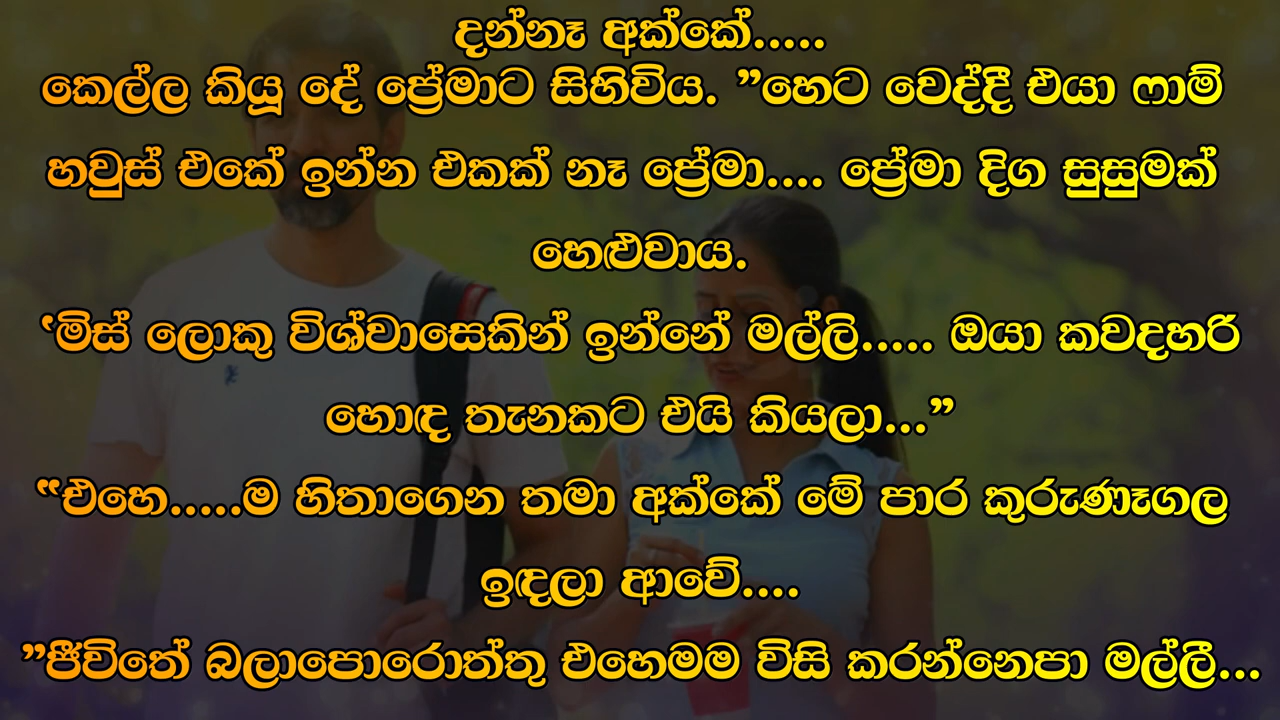 දන්නෑ අක්කේ.....
කෙල්ල කියූ දේ ප්‍රේමාට සිහිවිය. ”හෙට වෙද්දී එයා ෆාම්
හවුස් එකේ ඉන්න එකක් නෑ ප්‍රේමා.... ප්‍රේමා දිග සුසුමක්
හෙළුවාය.
‛මිස් ලොකු විශ්වාසෙකින් ඉන්නේ මල්ලි..... ඔයා කවදහරි
හොඳ තැනකට එයි කියලා...”
“එහෙ.....ම හිතාගෙන තමා අක්කේ මේ පාර කුරුණෑගල
ඉඳලා ආවේ....
”ජීවිතේ බලාපොරොත්තු එහෙමම විසි කරන්නෙපා මල්ලී...